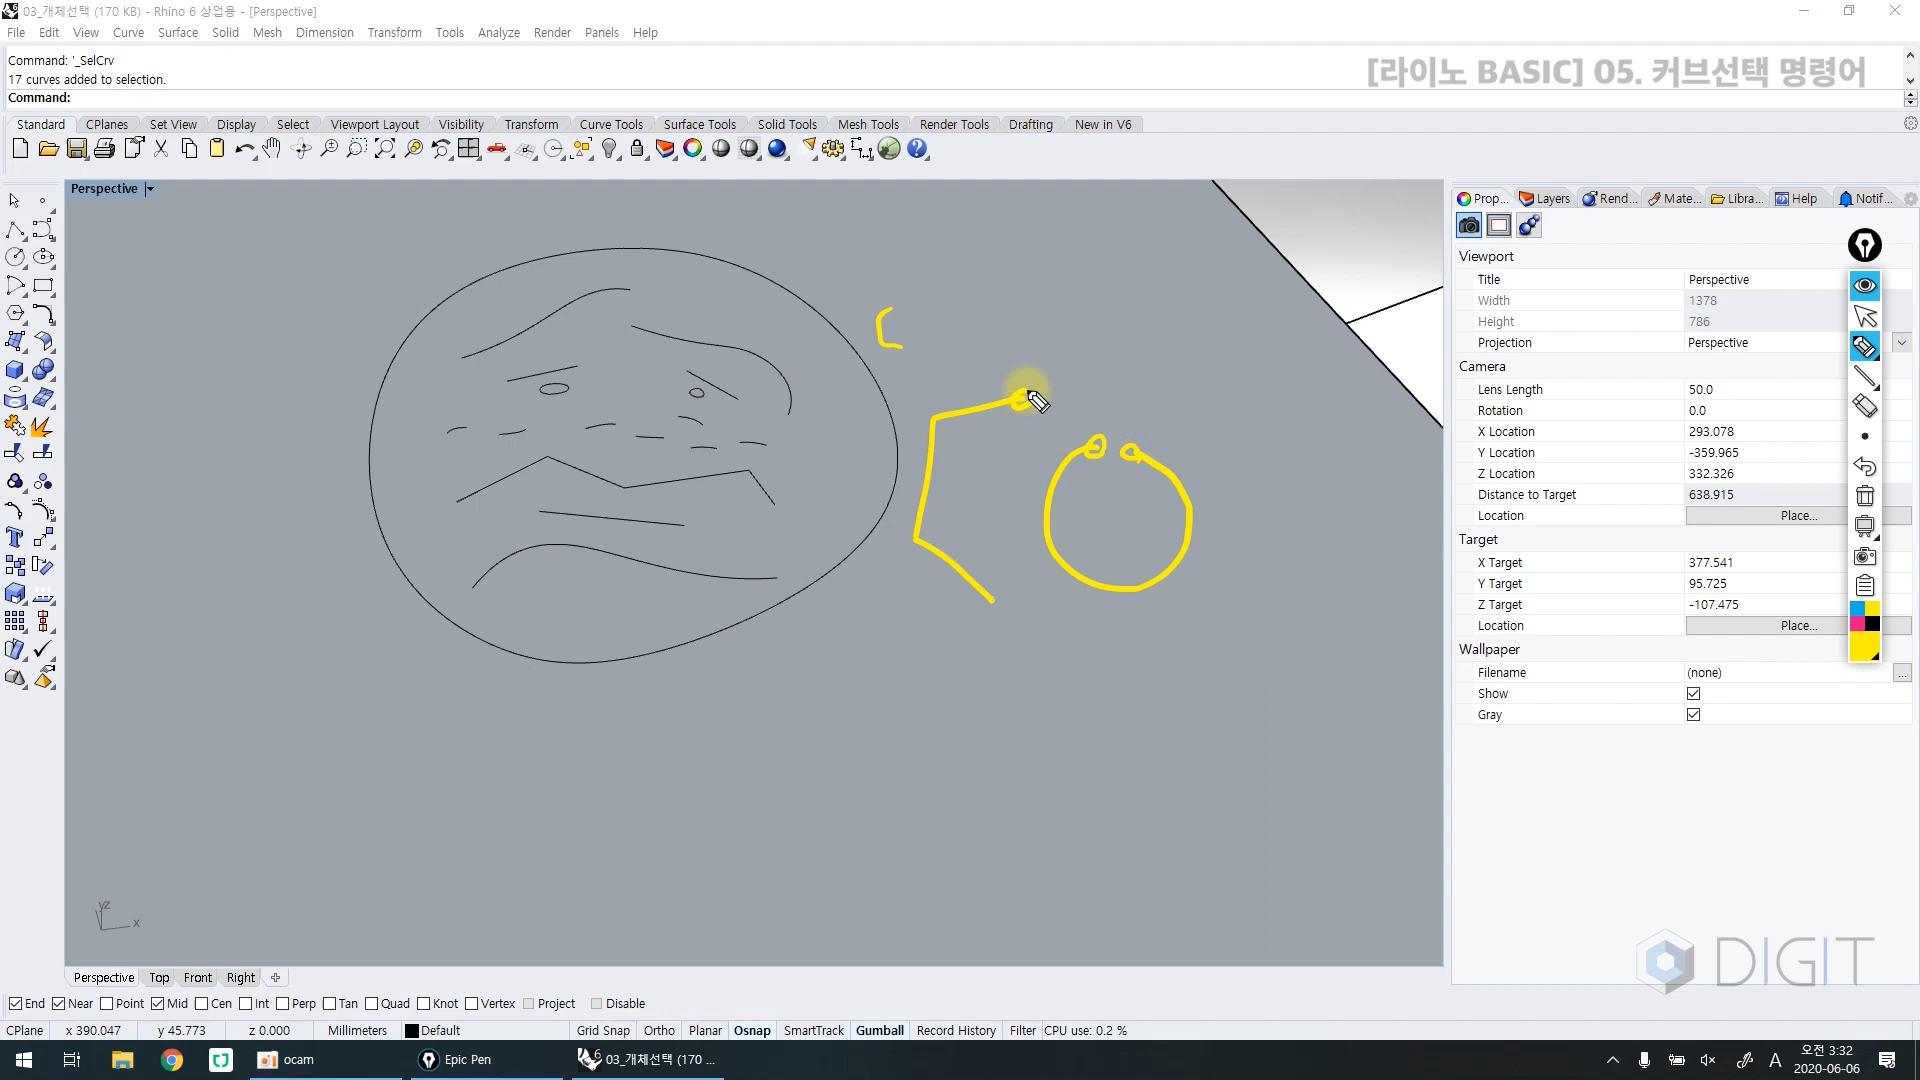 03_개체선택 (170 KB) - Rhino 6 상업용 - [Perspective]
File Edit View Curve Surface Solid Mesh Dimension Transform Tools Analyze Render Panels Help
Command: '_SelCrv
17 curves added to selection.
Command:
[라이노 BASIC] 05. 커브선택 명령어
Standard CPlanes Set View Display Select Viewport Layout Visibility Transform Curve Tools Surface Tools Solid Tools Mesh Tools Render Tools Drafting New in V6
Perspective
Prop... Layers Rend... Mate... Libra... Help Notif...
Viewport
Title Perspective
Width 1378
Height 786
Projection Perspective
Camera
Lens Length 50.0
Rotation 0.0
X Location 293.078
Y Location -359.965
Z Location 332.326
Distance to Target 638.915
Location Place...
Target
X Target 377.541
Y Target 95.725
Z Target -107.475
Location Place...
Wallpaper
Filename (none) ...
Show
Gray
yz
x
DIGIT
Perspective Top Front Right
End Near Point Mid Cen Int Perp Tan Quad Knot Vertex Project Disable
CPlane x 390.047 y 45.773 z 0.000 Millimeters Default Grid Snap Ortho Planar Osnap SmartTrack Gumball Record History Filter CPU use: 0.2 %
ocam Epic Pen 03_개체선택 (170 ... A 오전 3:32
2020-06-06